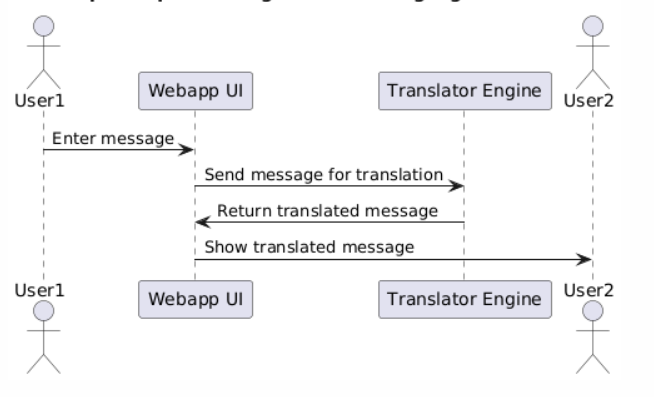 User1
Webapp UI
Translator Engine
User2
Enter message
Send message for translation
Return translated message
Show translated message
User1
Webapp UI
Translator Engine
User2